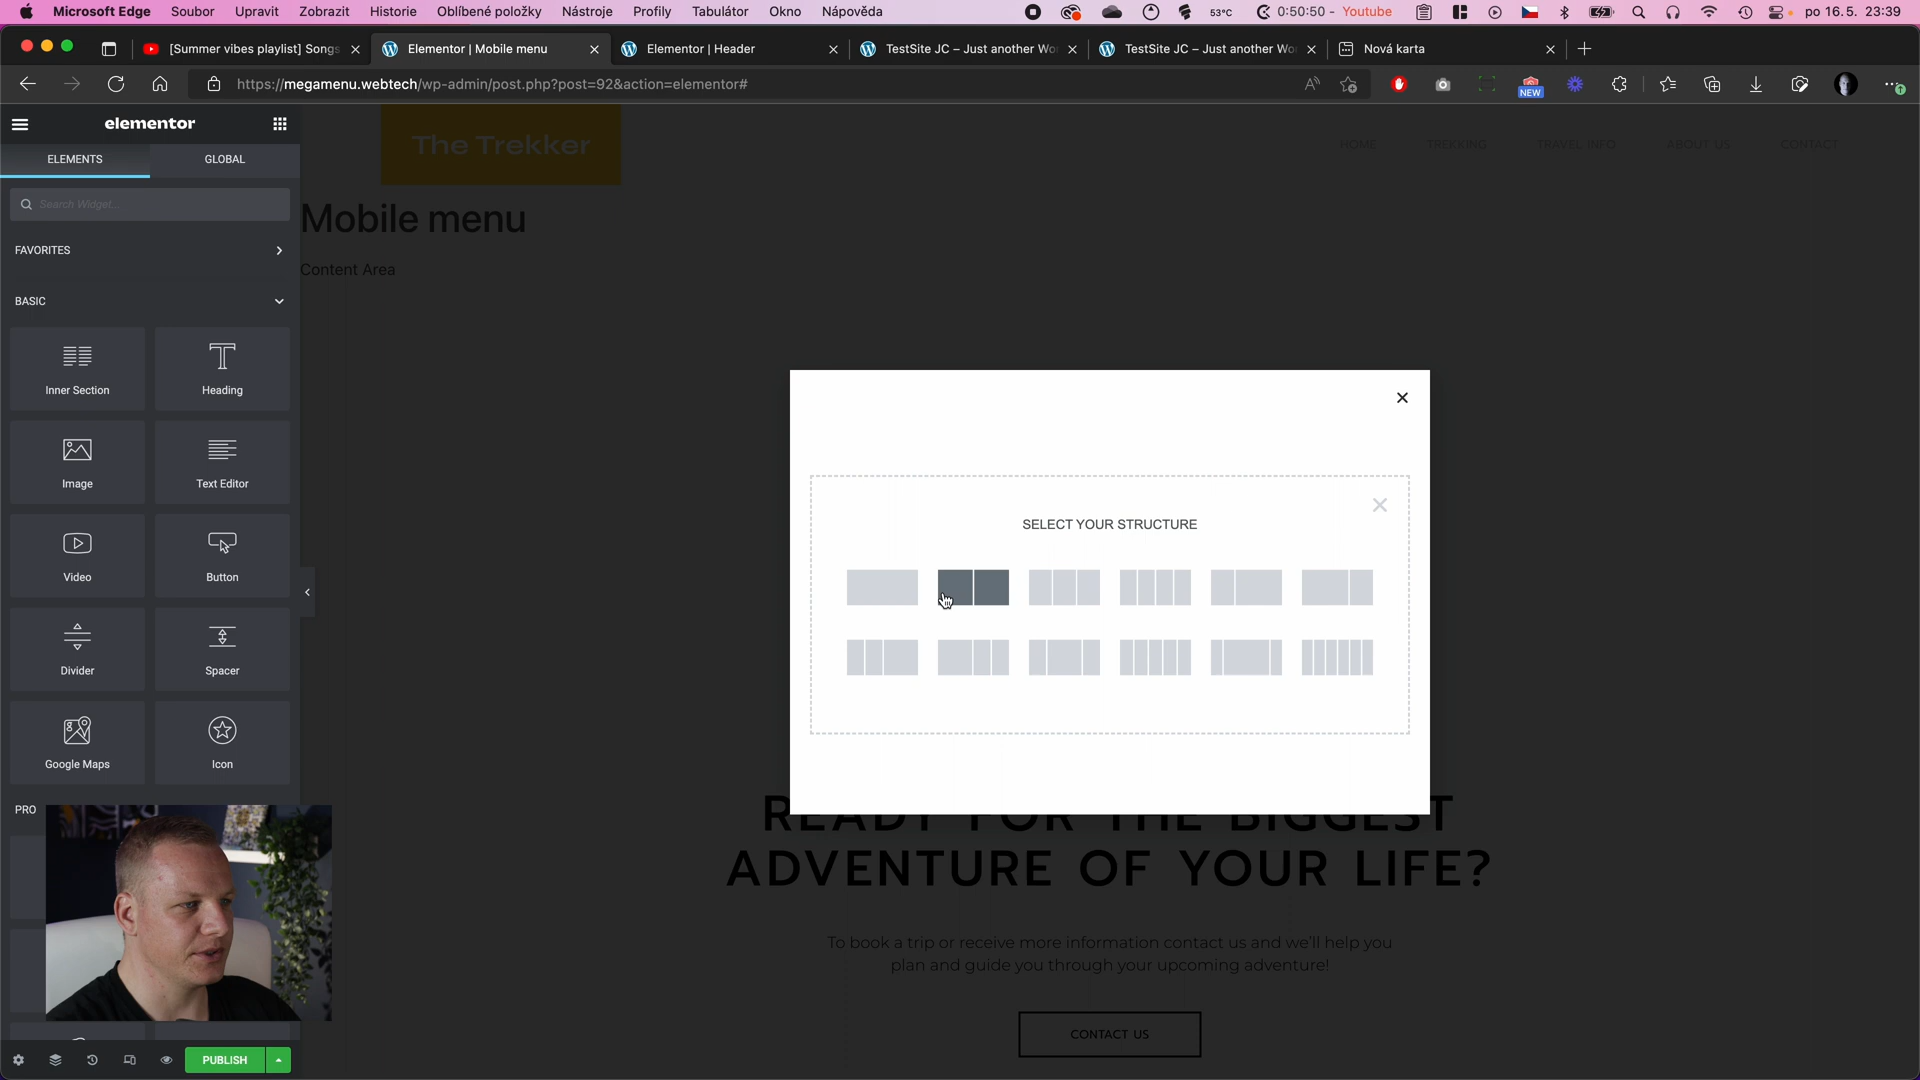 Microsoft Edge Soubor Upravit Zobrazit Historie Oblíbené položky Nástroje Profily Tabulátor Okno Nápověda 53°C 0:50:50 - Youtube po 16.5. 23:39
[Summer vibes playlist] Songs
Elementor | Mobile menu
Elementor | Header
TestSite JC – Just another Wo
TestSite JC – Just another Wo
Nová karta
https://megamenu.webtech/wp-admin/post.php?post=92&action=elementor#
NEW
elementor
ELEMENTS GLOBAL
Search Widget...
FAVORITES
BASIC
Inner Section Heading
Image Text Editor
Video Button
Divider Spacer
Google Maps Icon
PRO
PUBLISH
The Trekker
HOME TREKKING TRAVEL INFO ABOUT US CONTACT
Mobile menu
Content Area
SELECT YOUR STRUCTURE
READY FOR THE BIGGEST
ADVENTURE OF YOUR LIFE?
To book a trip or receive more information contact us and we'll help you
plan and guide you through your upcoming adventure!
CONTACT US